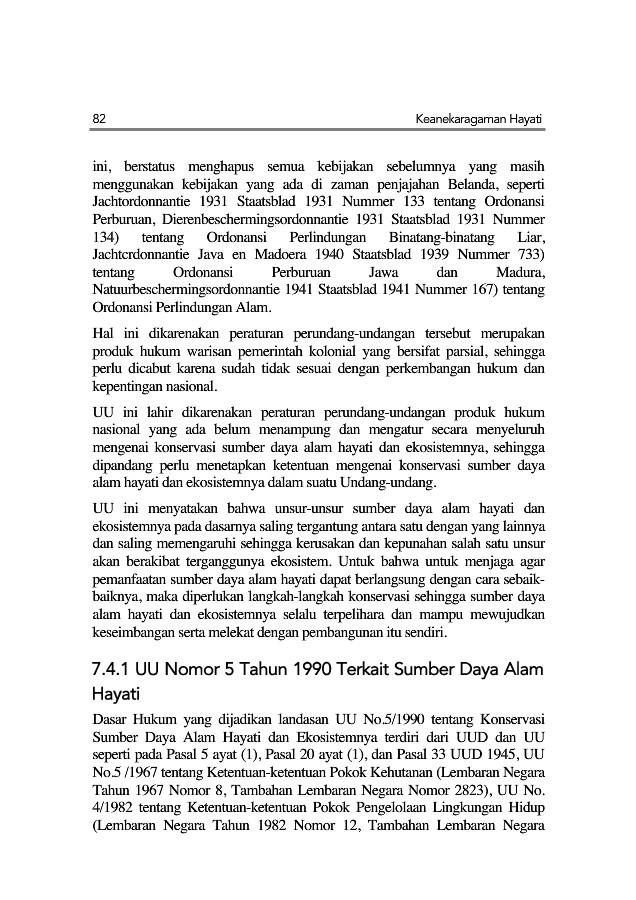 82 Keanekaragaman Hayati
ini, berstatus menghapus semua kebijakan sebelumnya yang masih
menggunakan kebijakan yang ada di zaman penjajahan Belanda, seperti
Jachtordonnantie 1931 Staatsblad 1931 Nummer 133 tentang Ordonansi
Perburuan, Dierenbeschermingsordonnantie 1931 Staatsblad 1931 Nummer
134) tentang Ordonansi Perlindungan Binatang-binatang Liar,
Jachtcrdonnantie Java en Madoera 1940 Staatsblad 1939 Nummer 733)
tentang Ordonansi Perburuan Jawa dan Madura,
Natuurbeschermingsordonnantie 1941 Staatsblad 1941 Nummer 167) tentang
Ordonansi Perlindungan Alam.
Hal ini dikarenakan peraturan perundang-undangan tersebut merupakan
produk hukum warisan pemerintah kolonial yang bersifat parsial, sehingga
perlu dicabut karena sudah tidak sesuai dengan perkembangan hukum dan
kepentingan nasional.
UU ini lahir dikarenakan peraturan perundang-undangan produk hukum
nasional yang ada belum menampung dan mengatur secara menyeluruh
mengenai konservasi sumber daya alam hayati dan ekosistemnya, sehingga
dipandang perlu menetapkan ketentuan mengenai konservasi sumber daya
alam hayati dan ekosistemnya dalam suatu Undang-undang.
UU ini menyatakan bahwa unsur-unsur sumber daya alam hayati dan
ekosistemnya pada dasarnya saling tergantung antara satu dengan yang lainnya
dan saling memengaruhi sehingga kerusakan dan kepunahan salah satu unsur
akan berakibat terganggunya ekosistem. Untuk bahwa untuk menjaga agar
pemanfaatan sumber daya alam hayati dapat berlangsung dengan cara sebaik-
baiknya, maka diperlukan langkah-langkah konservasi sehingga sumber daya
alam hayati dan ekosistemnya selalu terpelihara dan mampu mewujudkan
keseimbangan serta melekat dengan pembangunan itu sendiri.
7.4.1 UU Nomor 5 Tahun 1990 Terkait Sumber Daya Alam
Hayati
Dasar Hukum yang dijadikan landasan UU No.5/1990 tentang Konservasi
Sumber Daya Alam Hayati dan Ekosistemnya terdiri dari UUD dan UU
seperti pada Pasal 5 ayat (1), Pasal 20 ayat (1), dan Pasal 33 UUD 1945, UU
No.5 /1967 tentang Ketentuan-ketentuan Pokok Kehutanan (Lembaran Negara
Tahun 1967 Nomor 8, Tambahan Lembaran Negara Nomor 2823), UU No.
4/1982 tentang Ketentuan-ketentuan Pokok Pengelolaan Lingkungan Hidup
(Lembaran Negara Tahun 1982 Nomor 12, Tambahan Lembaran Negara